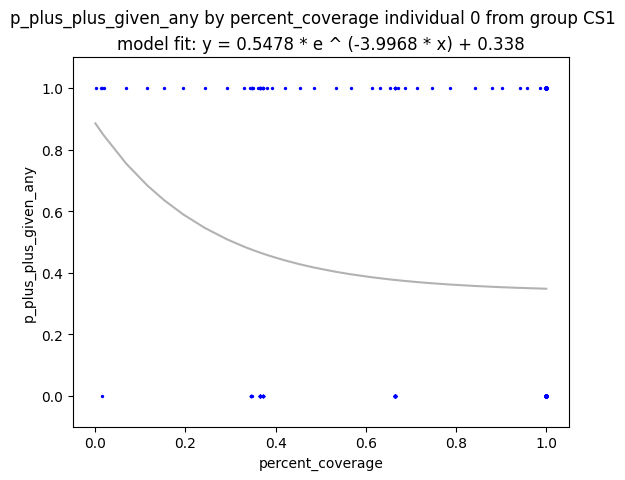 p_plus_plus_given_any by percent_coverage individual 0 from group CS1
model fit: y = 0.5478 * e ^ (-3.9968 * x) + 0.338
1.0
0.8
0.6
0.4
0.2
0.0
p_plus_plus_given_any
0.0 0.2 0.4 0.6 0.8 1.0
percent_coverage